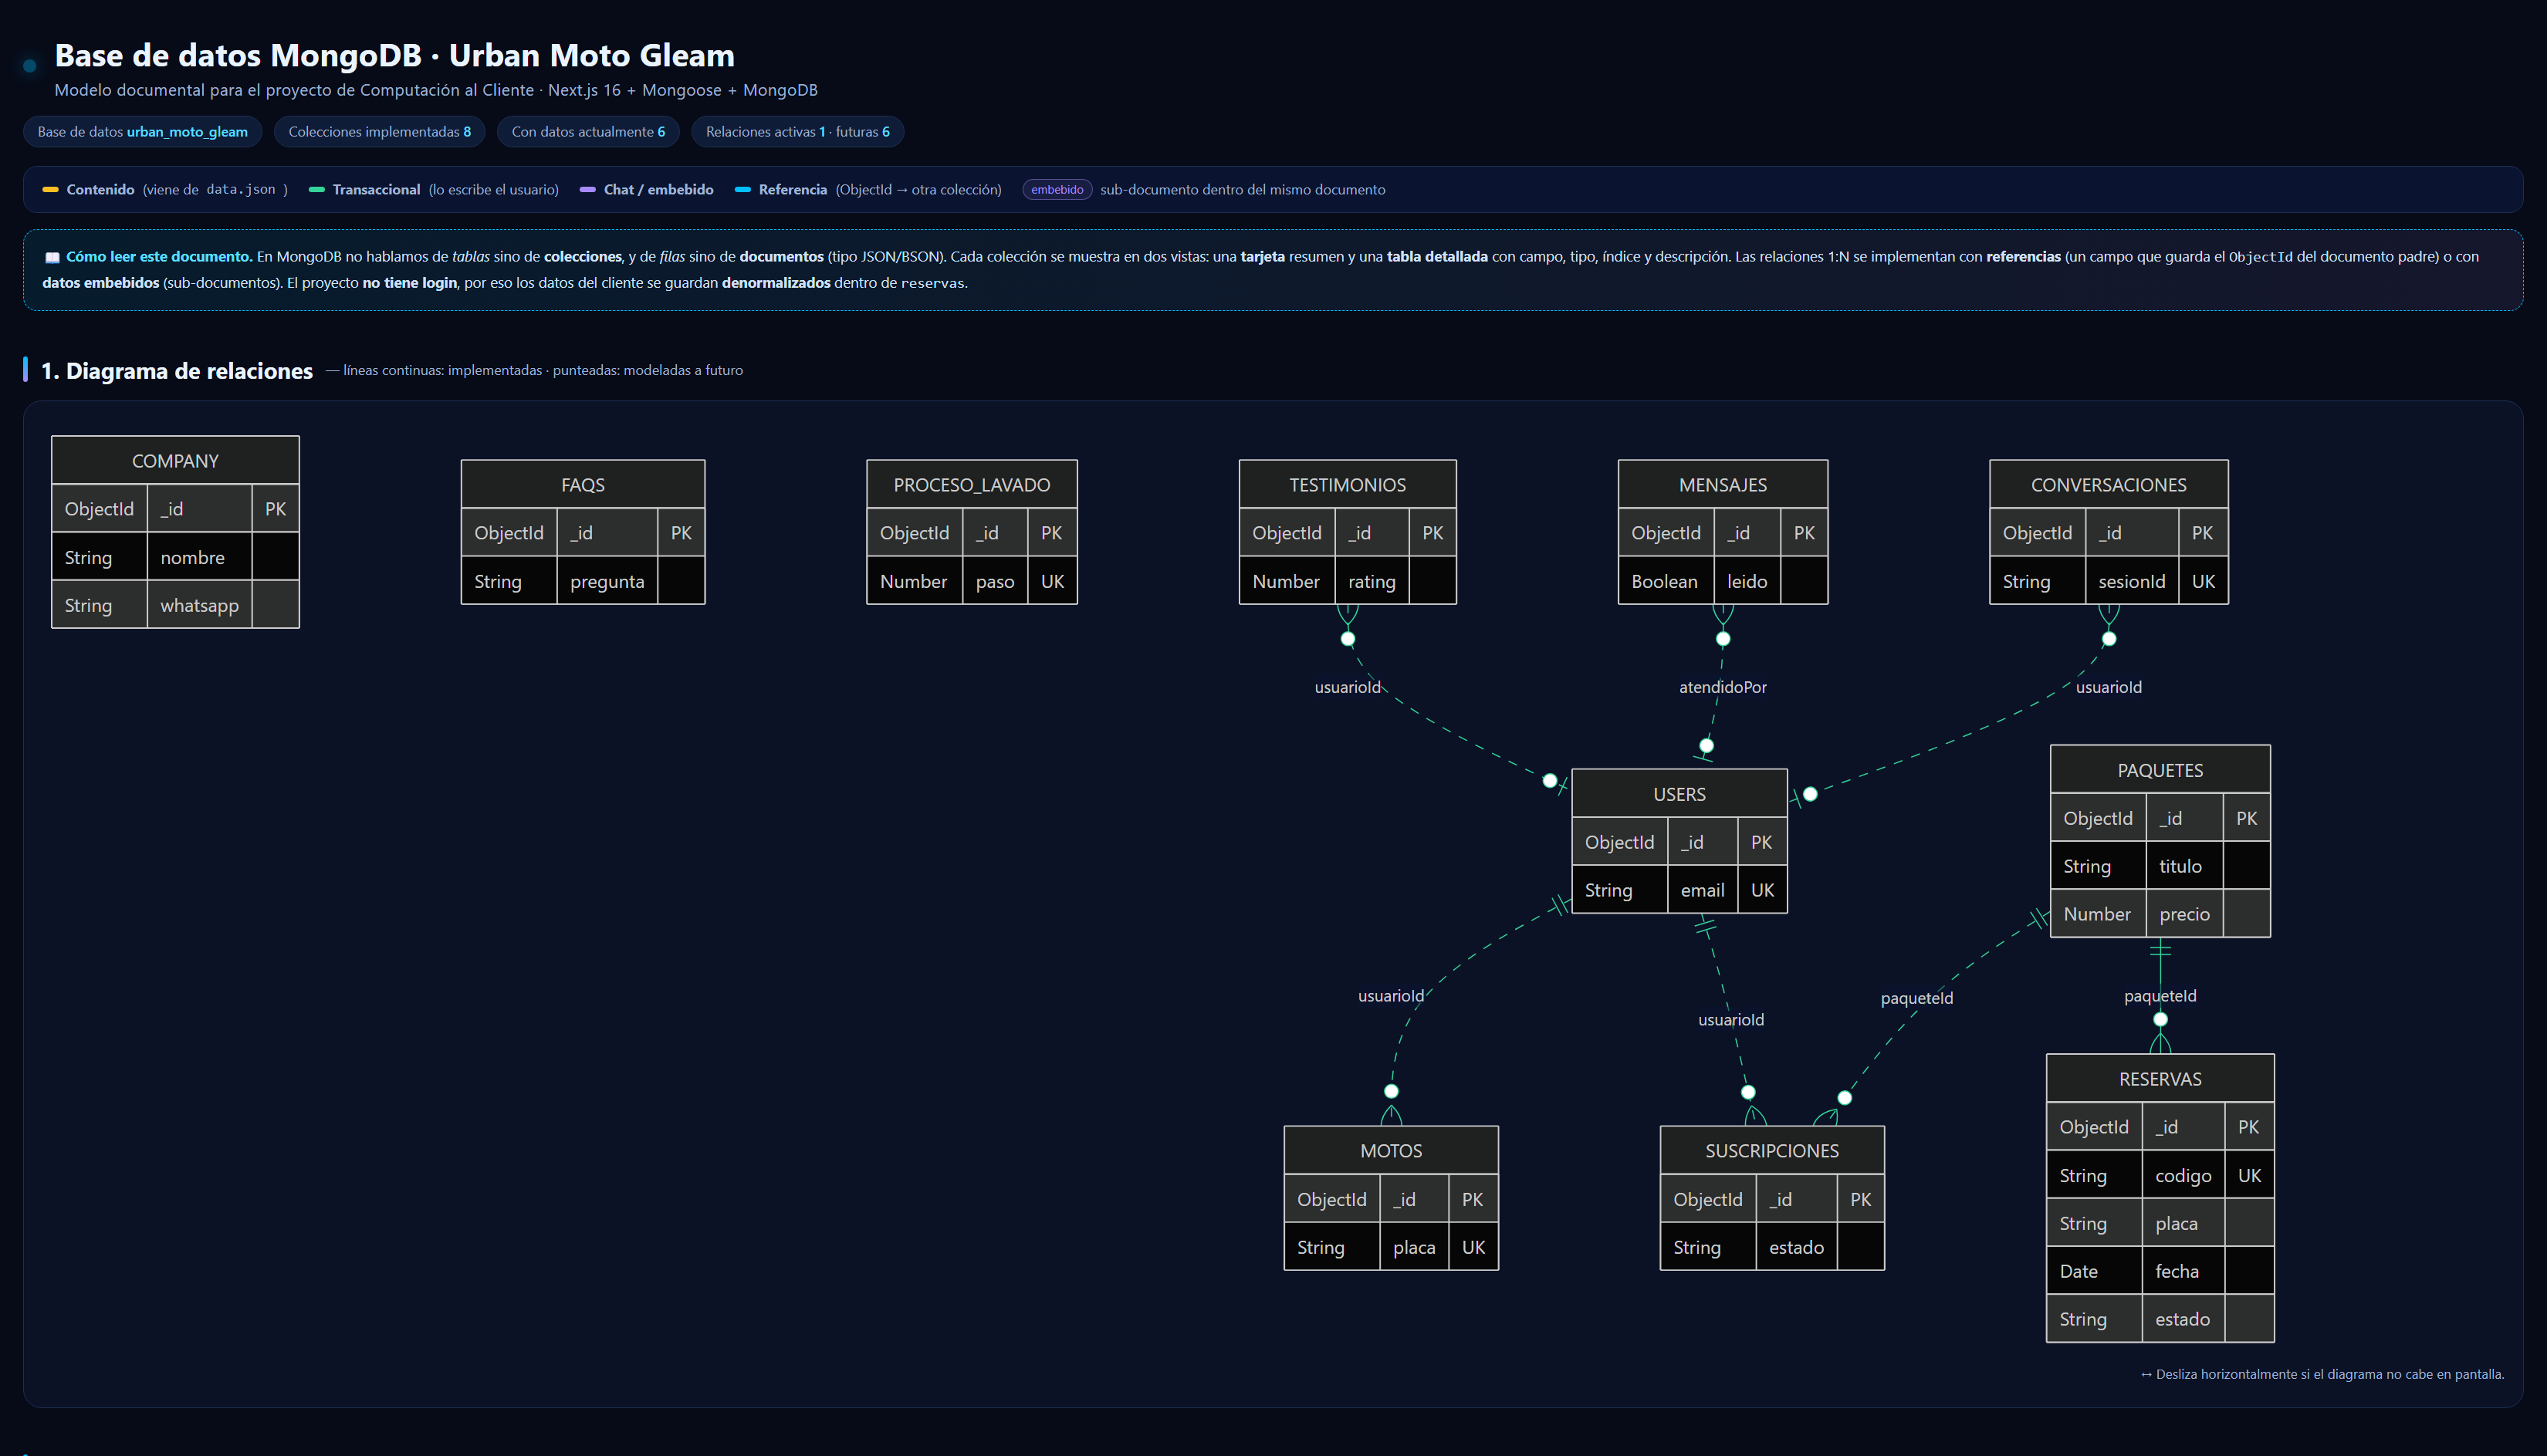 Base de datos MongoDB · Urban Moto Gleam
Modelo documental para el proyecto de Computación al Cliente · Next.js 16 + Mongoose + MongoDB
Base de datos urban_moto_gleam
Colecciones implementadas 8
Con datos actualmente 6
Relaciones activas 1 · futuras 6
Contenido (viene de data.json )
Transaccional (lo escribe el usuario)
Chat / embebido
Referencia (ObjectId → otra colección)
embebido sub-documento dentro del mismo documento
📖 Cómo leer este documento. En MongoDB no hablamos de tablas sino de colecciones, y de filas sino de documentos (tipo JSON/BSON). Cada colección se muestra en dos vistas: una tarjeta resumen y una tabla detallada con campo, tipo, índice y descripción. Las relaciones 1:N se implementan con referencias (un campo que guarda el ObjectId del documento padre) o con
datos embebidos (sub-documentos). El proyecto no tiene login, por eso los datos del cliente se guardan denormalizados dentro de reservas.
1. Diagrama de relaciones — líneas continuas: implementadas · punteadas: modeladas a futuro
COMPANY
ObjectId _id PK
String nombre
String whatsapp
FAQS
ObjectId _id PK
String pregunta
PROCESO_LAVADO
ObjectId _id PK
Number paso UK
TESTIMONIOS
ObjectId _id PK
Number rating
MENSAJES
ObjectId _id PK
Boolean leido
CONVERSACIONES
ObjectId _id PK
String sesionId UK
usuarioId
atendidoPor
usuarioId
USERS
ObjectId _id PK
String email UK
PAQUETES
ObjectId _id PK
String titulo
Number precio
usuarioId
usuarioId
paqueteId
paqueteId
MOTOS
ObjectId _id PK
String placa UK
SUSCRIPCIONES
ObjectId _id PK
String estado
RESERVAS
ObjectId _id PK
String codigo UK
String placa
Date fecha
String estado
↔ Desliza horizontalmente si el diagrama no cabe en pantalla.